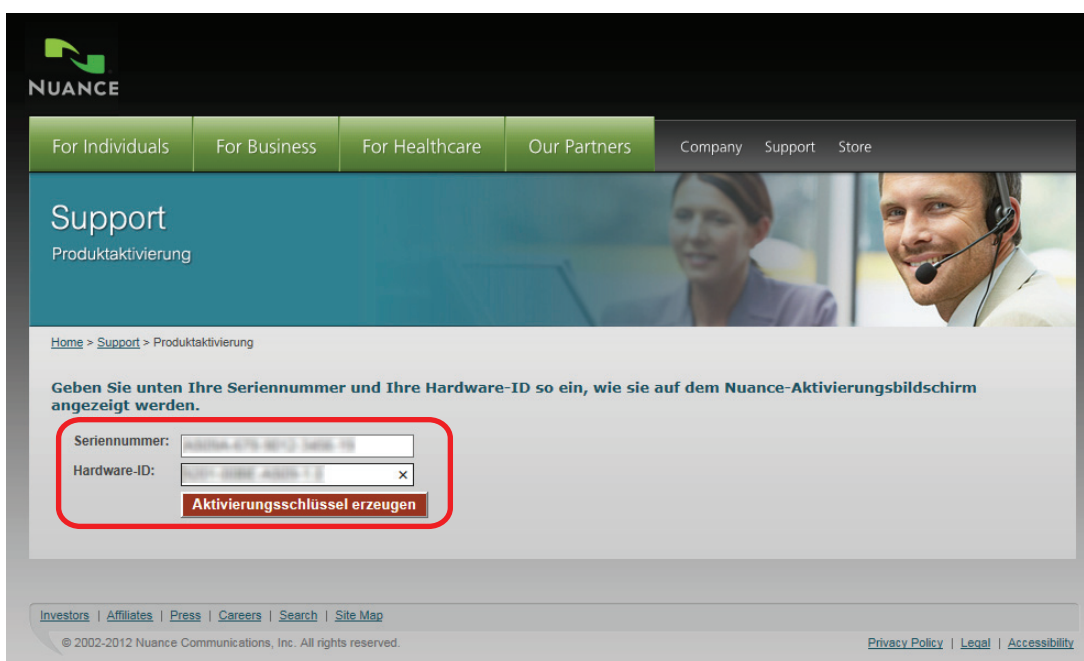 NUANCE
For Individuals For Business For Healthcare Our Partners Company Support Store
Support
Produktaktivierung
Home > Support > Produktaktivierung
Geben Sie unten Ihre Seriennummer und Ihre Hardware-ID so ein, wie sie auf dem Nuance-Aktivierungsbildschirm
angezeigt werden.
Seriennummer:
Hardware-ID: ×
Aktivierungsschlüssel erzeugen
Investors | Affiliates | Press | Careers | Search | Site Map
© 2002-2012 Nuance Communications, Inc. All rights reserved. Privacy Policy | Legal | Accessibility